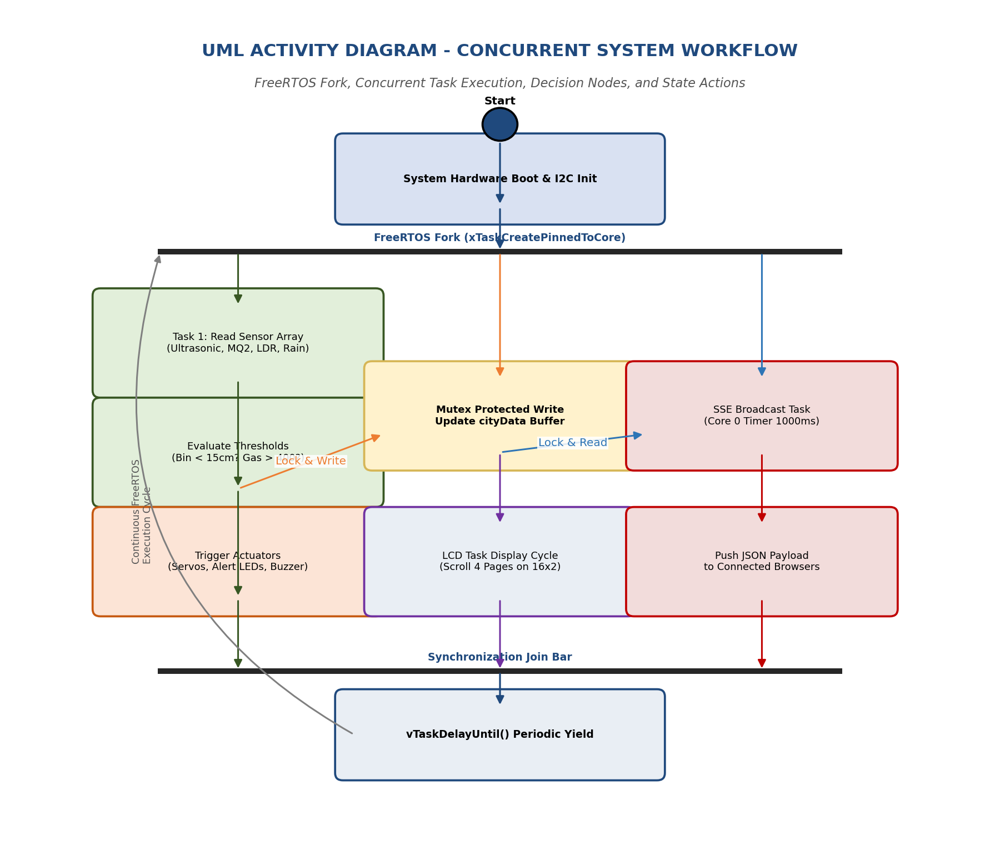 UML ACTIVITY DIAGRAM - CONCURRENT SYSTEM WORKFLOW
FreeRTOS Fork, Concurrent Task Execution, Decision Nodes, and State Actions
Start
System Hardware Boot & I2C Init
FreeRTOS Fork (xTaskCreatePinnedToCore)
Task 1: Read Sensor Array
(Ultrasonic, MQ2, LDR, Rain)
Mutex Protected Write
Update cityData Buffer
SSE Broadcast Task
(Core 0 Timer 1000ms)
Evaluate Thresholds
(Bin < 15cm? Gas > 400?)
Lock & Write
Lock & Read
Continuous FreeRTOS
Execution Cycle
Trigger Actuators
(Servos, Alert LEDs, Buzzer)
LCD Task Display Cycle
(Scroll 4 Pages on 16x2)
Push JSON Payload
to Connected Browsers
Synchronization Join Bar
vTaskDelayUntil() Periodic Yield